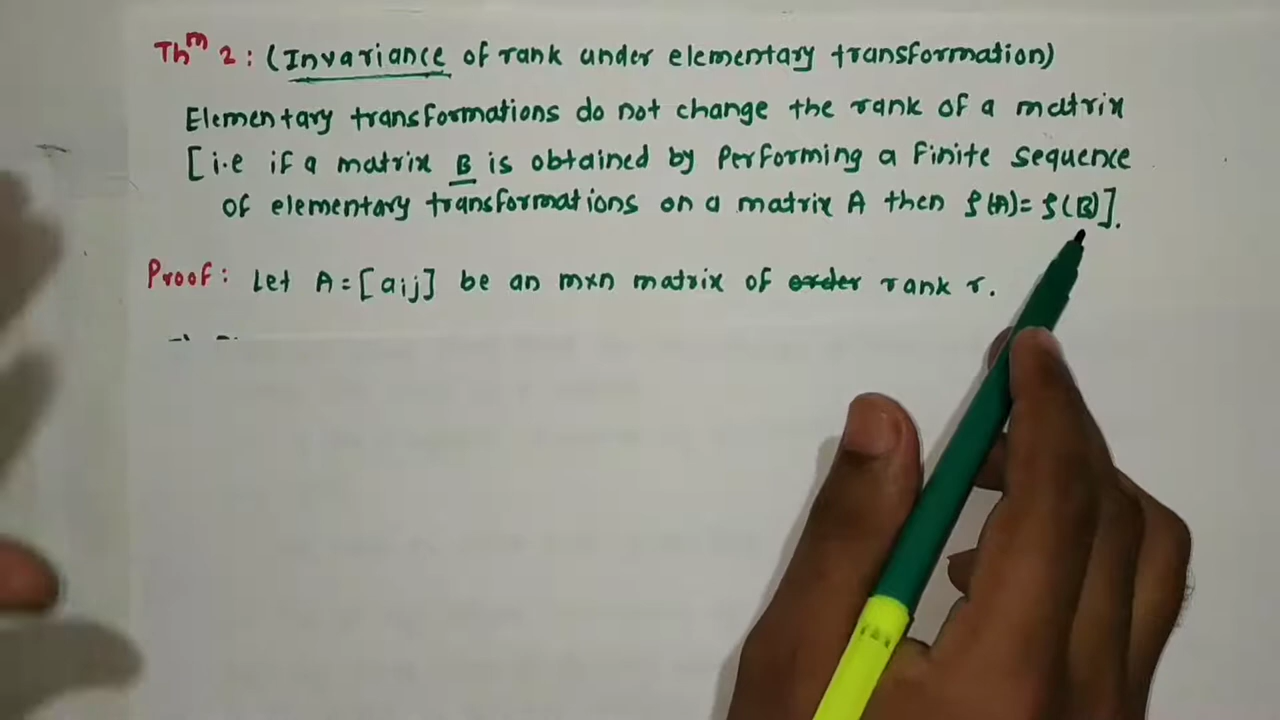 Thm 2: (Invariance of rank under elementary transformation)
Elementary transformations do not change the rank of a matrix
[i.e if a matrix B is obtained by Performing a Finite sequence
of elementary transformations on a matrix A then ρ(A)= ρ(B)].
Proof: Let A=[aij] be an mxn matrix of order rank r.